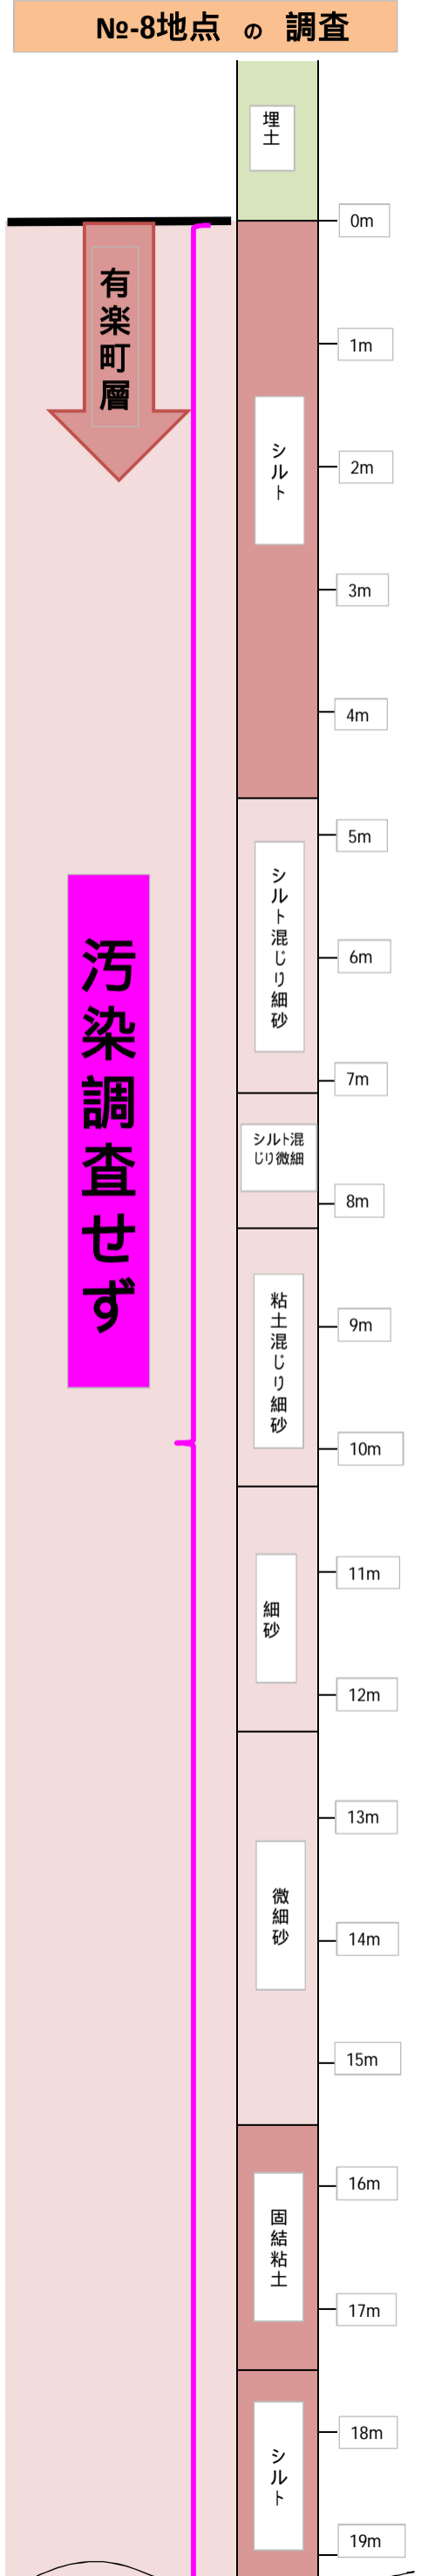 №-8地点 の 調査
埋土
0m
有楽町層
1m
シルト
2m
3m
4m
5m
シルト混じり細砂
6m
7m
汚染調査せず
シルト混
じり微細
8m
粘土混じり細砂
9m
10m
11m
細砂
12m
13m
微細砂
14m
15m
16m
固結粘土
17m
18m
シルト
19m